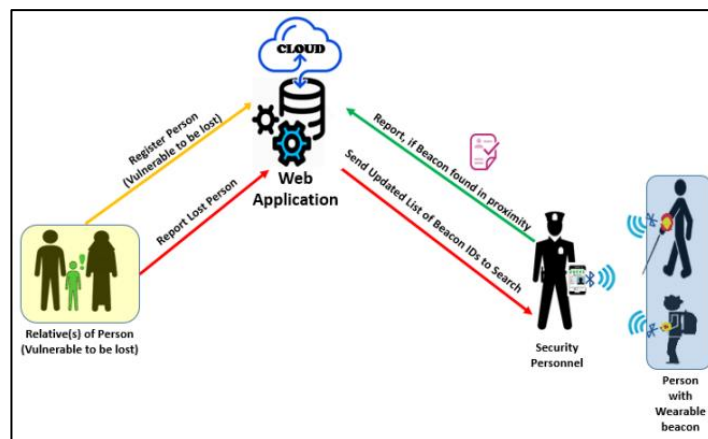 CLOUD
Register Person
(Vulnerable to be lost)
Report Lost Person
Web
Application
Report, if Beacon found in proximity
Send Updated List of Beacon IDs to Search
Relative(s) of Person
(Vulnerable to be lost)
Security
Personnel
Person
with
Wearable
beacon